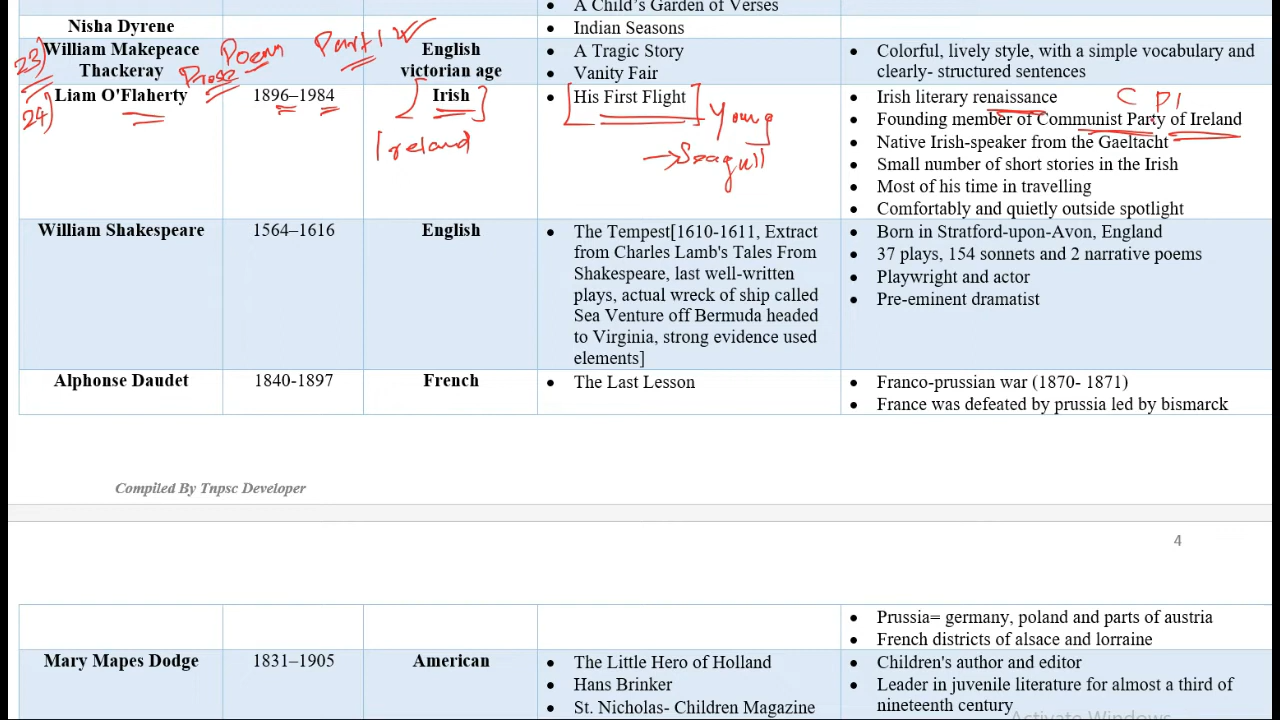 A Child's Garden of Verses
Nisha Dyrene
Indian Seasons
23)
William Makepeace
Thackeray
Poem
Part 1
English
victorian age
A Tragic Story
Vanity Fair
Colorful, lively style, with a simple vocabulary and
clearly- structured sentences
24)
Prose
Liam O'Flaherty
1896–1984
[Irish]
Ireland
[His First Flight]
Young
→Seagull
Irish literary renaissance
CPI
Founding member of Communist Party of Ireland
Native Irish-speaker from the Gaeltacht
Small number of short stories in the Irish
Most of his time in travelling
Comfortably and quietly outside spotlight
William Shakespeare
1564–1616
English
The Tempest[1610-1611, Extract
from Charles Lamb's Tales From
Shakespeare, last well-written
plays, actual wreck of ship called
Sea Venture off Bermuda headed
to Virginia, strong evidence used
elements]
Born in Stratford-upon-Avon, England
37 plays, 154 sonnets and 2 narrative poems
Playwright and actor
Pre-eminent dramatist
Alphonse Daudet
1840-1897
French
The Last Lesson
Franco-prussian war (1870- 1871)
France was defeated by prussia led by bismarck
Compiled By Tnpsc Developer
4
Prussia= germany, poland and parts of austria
French districts of alsace and lorraine
Mary Mapes Dodge
1831–1905
American
The Little Hero of Holland
Hans Brinker
St. Nicholas- Children Magazine
Children's author and editor
Leader in juvenile literature for almost a third of
nineteenth century
Activate Windows